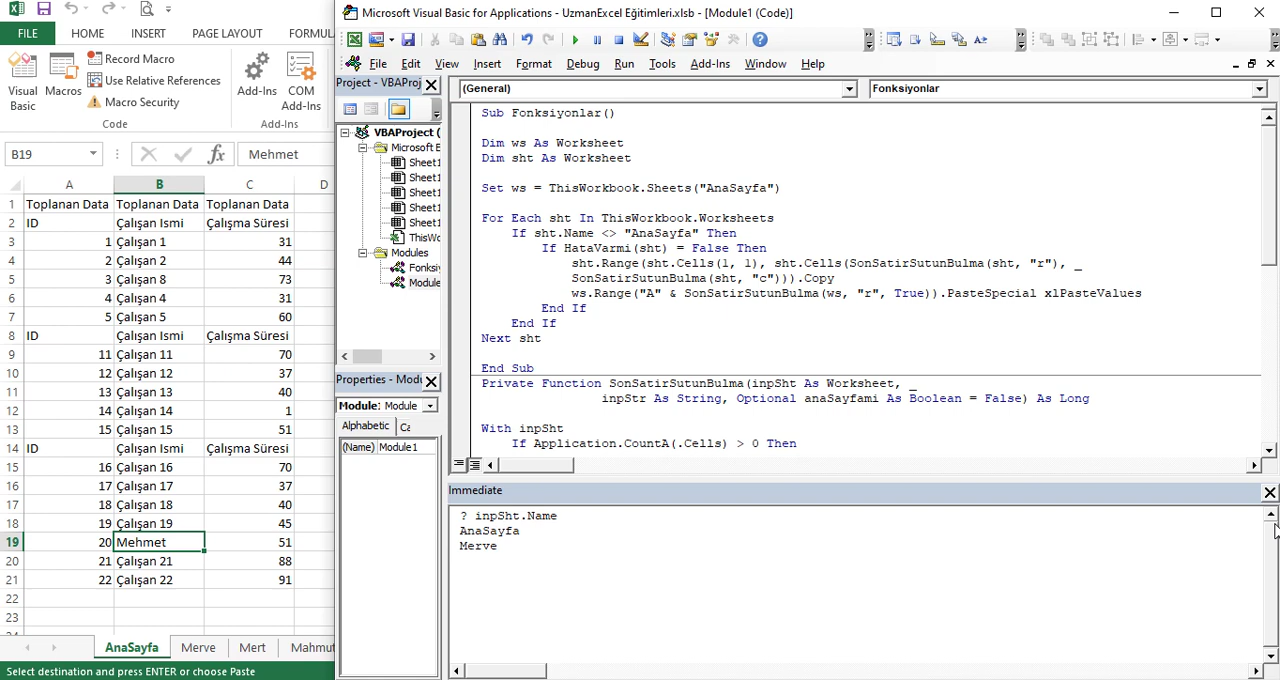 FILE HOME INSERT PAGE LAYOUT FORMUL
Visual Basic
Macros
Record Macro
Use Relative References
Macro Security
Code
Add-Ins
COM Add-Ins
Add-Ins
B19 fx Mehmet
A B C D
1 Toplanan Data Toplanan Data Toplanan Data
2 ID Çalışan Ismi Çalışma Süresi
3 1 Çalışan 1 31
4 2 Çalışan 2 44
5 3 Çalışan 8 73
6 4 Çalışan 4 31
7 5 Çalışan 5 60
8 ID Çalışan Ismi Çalışma Süresi
9 11 Çalışan 11 70
10 12 Çalışan 12 37
11 13 Çalışan 13 40
12 14 Çalışan 14 1
13 15 Çalışan 15 51
14 ID Çalışan Ismi Çalışma Süresi
15 16 Çalışan 16 70
16 17 Çalışan 17 37
17 18 Çalışan 18 40
18 19 Çalışan 19 45
19 20 Mehmet 51
20 21 Çalışan 21 88
21 22 Çalışan 22 91
22
23
AnaSayfa Merve Mert Mahmut
Select destination and press ENTER or choose Paste
Microsoft Visual Basic for Applications - UzmanExcel Eğitimleri.xlsb - [Module1 (Code)]
File Edit View Insert Format Debug Run Tools Add-Ins Window Help
Project - VBAProj
VBAProject (
Microsoft E
Sheet1
Sheet1
Sheet1
Sheet1
Sheet1
ThisWo
Modules
Fonksi
Module
Properties - Modu
Module1 Module
Alphabetic Ca
(Name) Module1
(General) Fonksiyonlar
Sub Fonksiyonlar()
Dim ws As Worksheet
Dim sht As Worksheet
Set ws = ThisWorkbook.Sheets("AnaSayfa")
For Each sht In ThisWorkbook.Worksheets
If sht.Name <> "AnaSayfa" Then
If HataVarmi(sht) = False Then
sht.Range(sht.Cells(1, 1), sht.Cells(SonSatirSutunBulma(sht, "r"), _
SonSatirSutunBulma(sht, "c"))).Copy
ws.Range("A" & SonSatirSutunBulma(ws, "r", True)).PasteSpecial xlPasteValues
End If
End If
Next sht
End Sub
Private Function SonSatirSutunBulma(inpSht As Worksheet, _
inpStr As String, Optional anaSayfami As Boolean = False) As Long
With inpSht
If Application.CountA(.Cells) > 0 Then
Immediate
? inpSht.Name
AnaSayfa
Merve